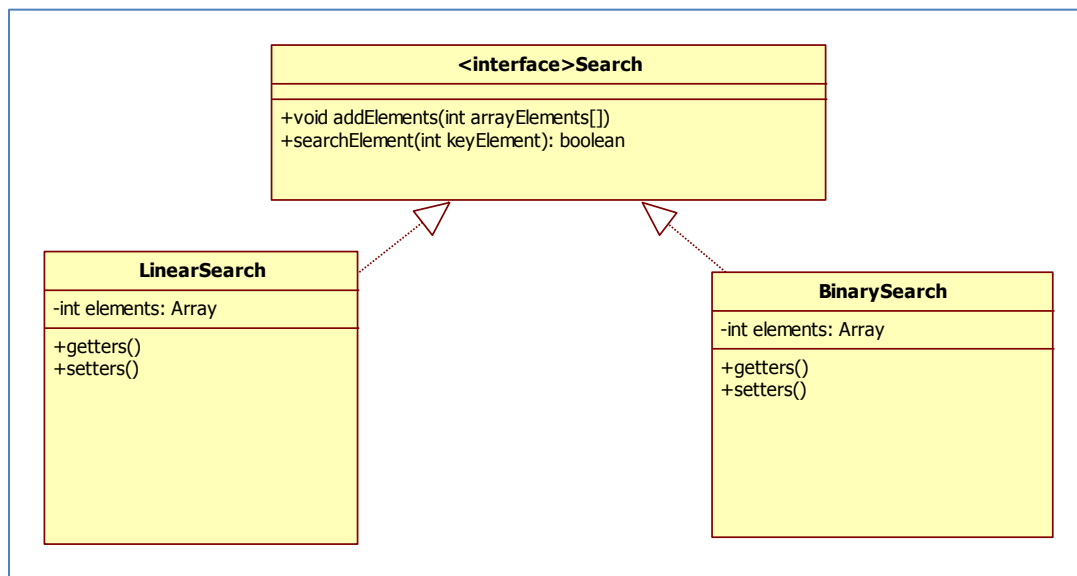 <interface>Search
+void addElements(int arrayElements[])
+searchElement(int keyElement): boolean
LinearSearch
-int elements: Array
+getters()
+setters()
BinarySearch
-int elements: Array
+getters()
+setters()